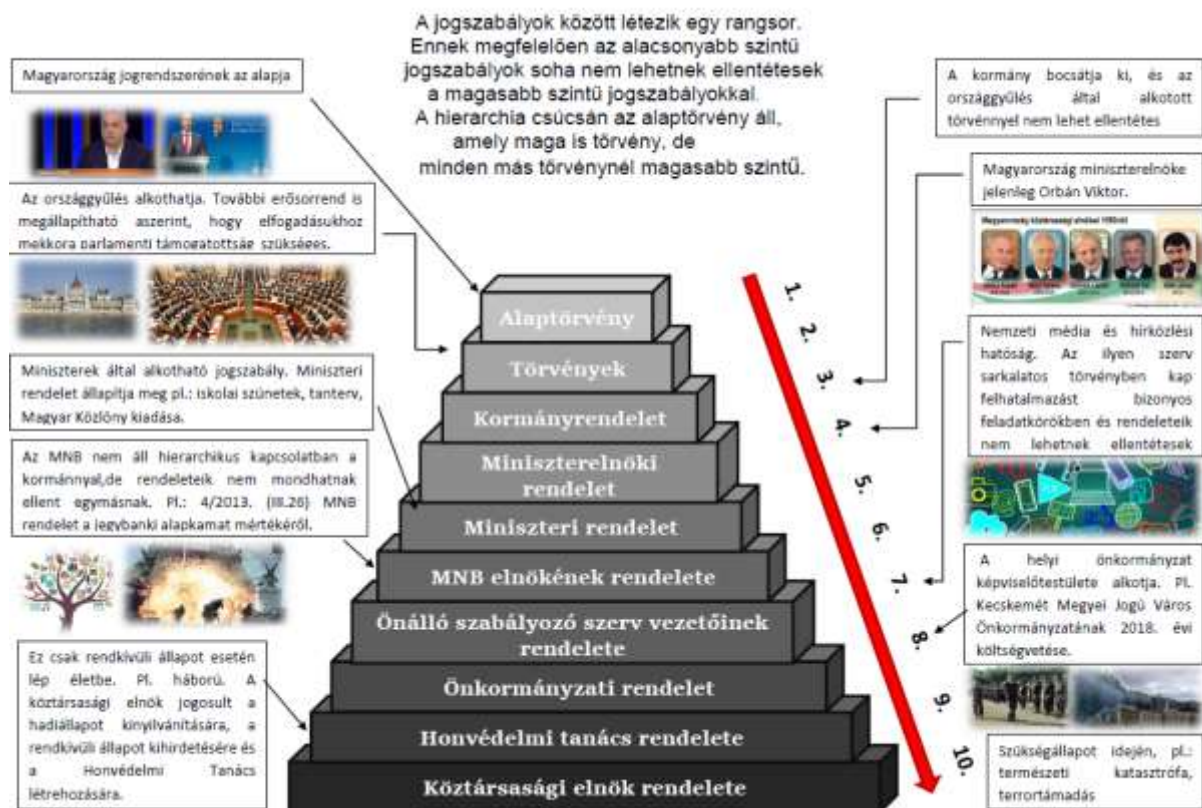 A jogszabályok között létezik egy rangsor.
Ennek megfelelően az alacsonyabb szintű
jogszabályok soha nem lehetnek ellentétesek
a magasabb szintű jogszabályokkal.
A hierarchia csúcsán az alaptörvény áll,
amely maga is törvény, de
minden más törvénynél magasabb szintű.
Magyarország jogrendszerének az alapja
Az országgyűlés alkothatja. További erősorrend is
megállapítható aszerint, hogy elfogadásukhoz
mekkora parlamenti támogatottság szükséges.
Miniszterek által alkotható jogszabály. Miniszteri
rendelet állapítja meg pl.: iskolai szünetek, tanterv,
Magyar Közlöny kiadása.
Az MNB nem áll hierarchikus kapcsolatban a
kormánnyal,de rendeleteik nem mondhatnak
ellent egymásnak. Pl.: 4/2013. (III.26) MNB
rendelet a jegybanki alapkamat mértékéről.
Ez csak rendkívüli állapot esetén
lép életbe. Pl. háború. A
köztársasági elnök jogosult a
hadiállapot kinyilvánítására, a
rendkívüli állapot kihirdetésére és
a Honvédelmi Tanács
létrehozására.
Alaptörvény
Törvények
Kormányrendelet
Miniszterelnöki
rendelet
Miniszteri rendelet
MNB elnökének rendelete
Önálló szabályozó szerv vezetőinek
rendelete
Önkormányzati rendelet
Honvédelmi tanács rendelete
Köztársasági elnök rendelete
1.
2.
3.
4.
5.
6.
7.
8.
9.
10.
A kormány bocsátja ki, és az
országgyűlés által alkotott
törvénnyel nem lehet ellentétes
Magyarország miniszterelnöke
jelenleg Orbán Viktor.
Magyarország köztársasági elnökei 1990-től
Nemzeti média és hírközlési
hatóság. Az ilyen szerv
sarkalatos törvényben kap
felhatalmazást bizonyos
feladatkörökben és rendeleteik
nem lehetnek ellentétesek
A helyi önkormányzat
képviselőtestülete alkotja. Pl.
Kecskemét Megyei Jogú Város
Önkormányzatának 2018. évi
költségvetése.
Szükségállapot idején, pl.:
természeti katasztrófa,
terrortámadás